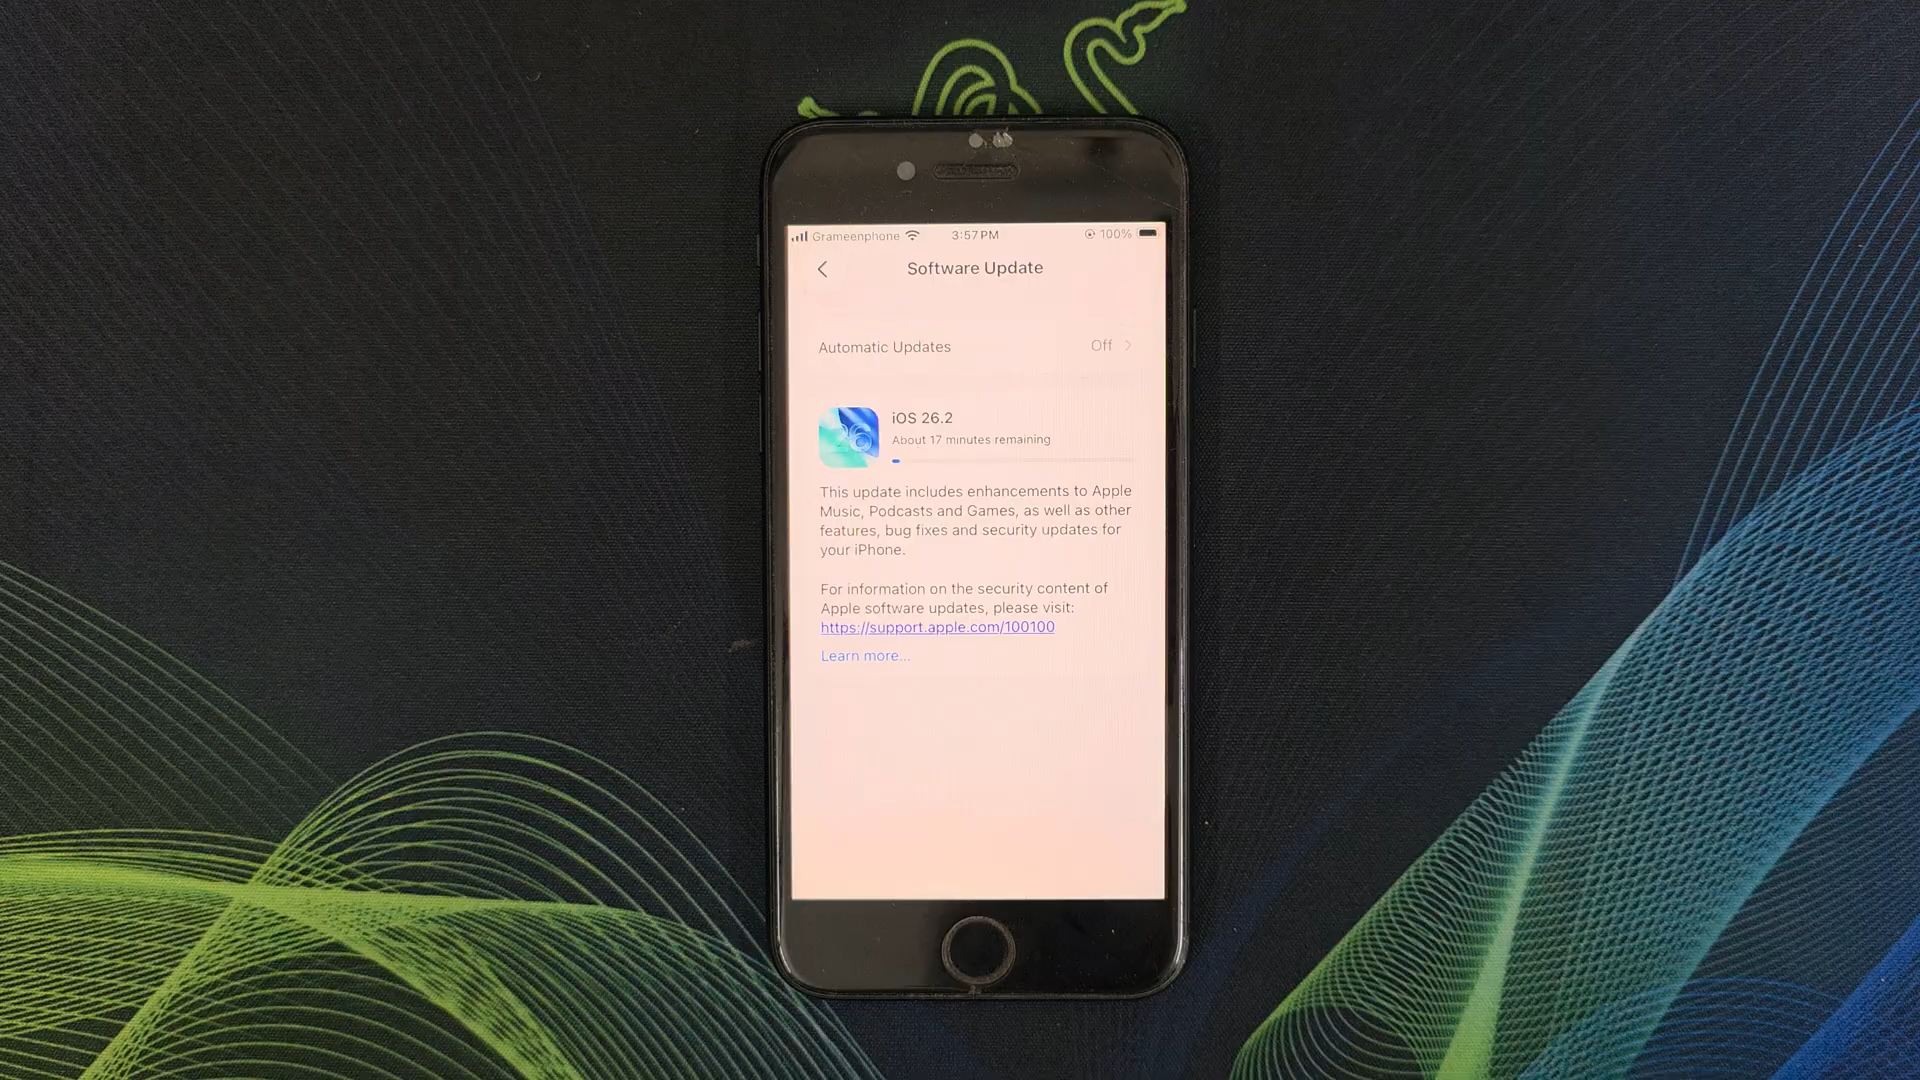 Grameenphone 3:57 PM 100%
Software Update
Automatic Updates Off
iOS 26.2
About 17 minutes remaining
This update includes enhancements to Apple
Music, Podcasts and Games, as well as other
features, bug fixes and security updates for
your iPhone.
For information on the security content of
Apple software updates, please visit:
https://support.apple.com/100100
Learn more...